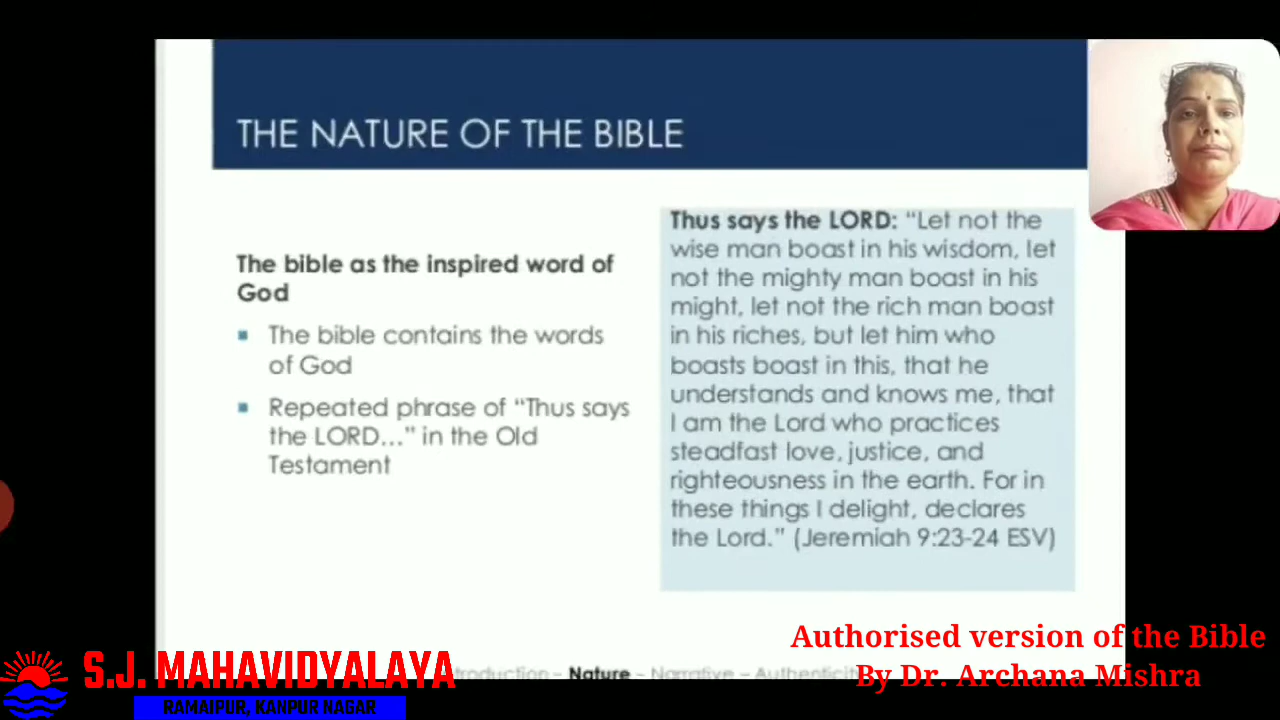 THE NATURE OF THE BIBLE
The bible as the inspired word of
God
The bible contains the words
of God
Repeated phrase of “Thus says
the LORD...” in the Old
Testament
Thus says the LORD: “Let not the
wise man boast in his wisdom, let
not the mighty man boast in his
might, let not the rich man boast
in his riches, but let him who
boasts boast in this, that he
understands and knows me, that
I am the Lord who practices
steadfast love, justice, and
righteousness in the earth. For in
these things I delight, declares
the Lord.” (Jeremiah 9:23-24 ESV)
Nature – Narrative –
Authorised version of the Bible
By Dr. Archana Mishra
S.J. MAHAVIDYALAYA
RAMAIPUR, KANPUR NAGAR